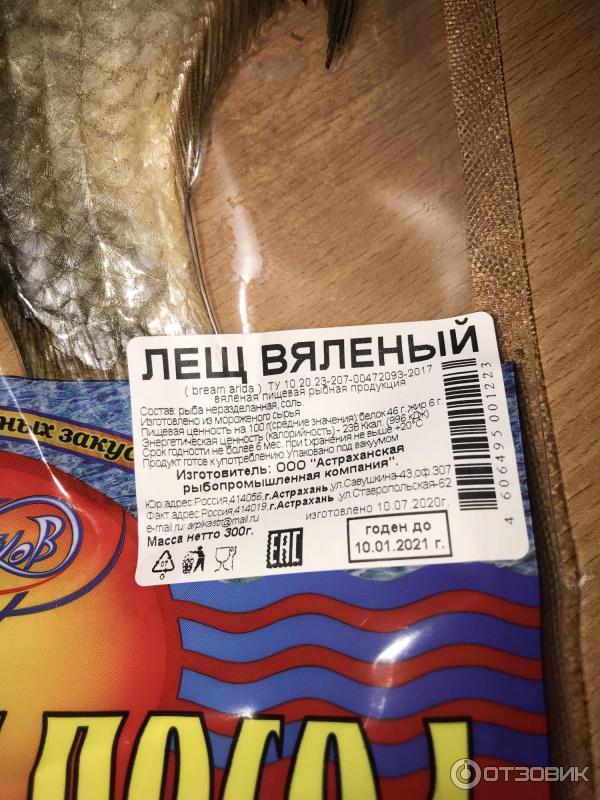 ЛЕЩ ВЯЛЕНЫЙ
( bream arida ) ТУ 10.20.23-207-00472093-2017
вяленая пищевая рыбная продукция
Состав: рыба неразделанная, соль.
Изготовлено из мороженого сырья
Пищевая ценность на 100 г(средние значения) белок 46 г, жир 6 г.
Энергетическая ценность (калорийность) - 238 Ккал. (996 КДж)
Срок годности не более 6 Мес. при t хранения не выше +20°С
Продукт готов к употреблению. Упаковано под вакуумом
Изготовитель: ООО "Астраханская
рыбопромышленная компания".
Юр.адрес:Россия,414056, г.Астрахань ,ул.Савушкина-43,оф.307
Факт.адрес:Россия,414019, г.Астрахань ,ул.Ставропольская-62
e-mail.ru: arpikastr@mail.ru
изготовлено 10.07.2020г.
Масса нетто 300г.
годен до
10.01.2021 г.
07
EAC
4 606495 001223
ных закус
ПОГА
ОТЗОВИК